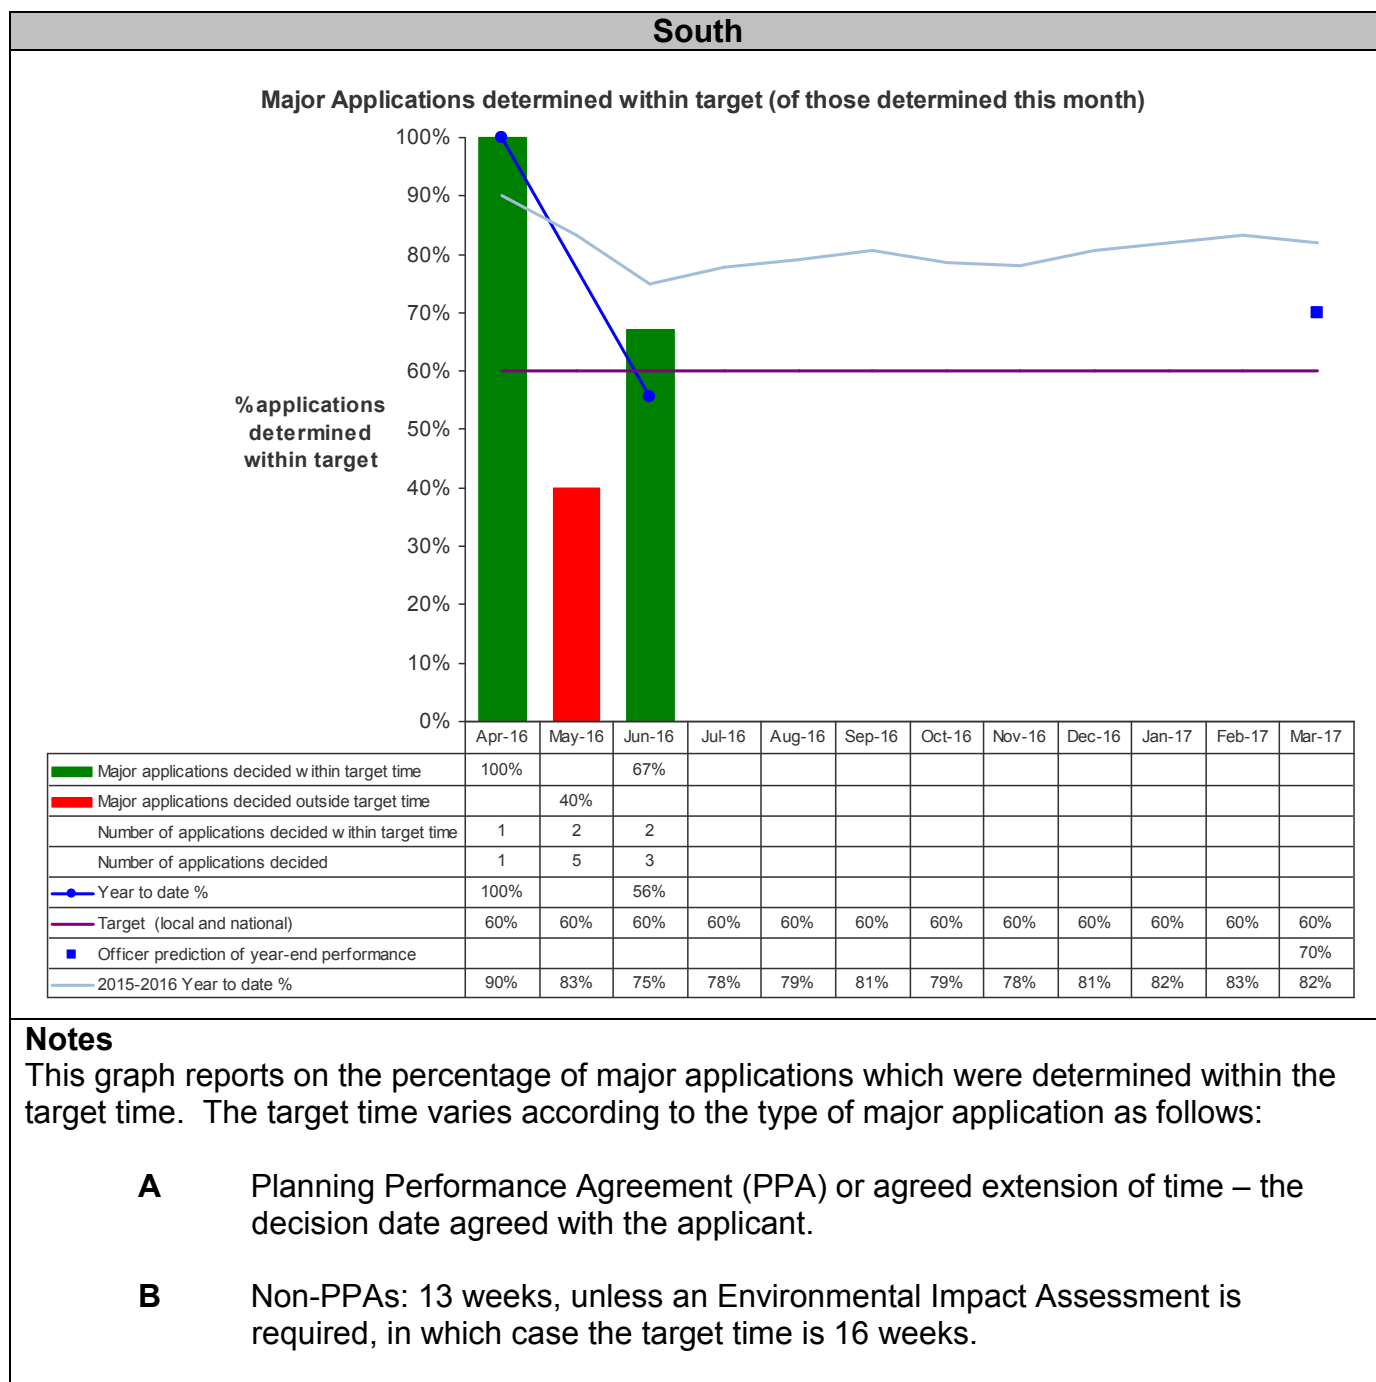 South
Major Applications determined within target (of those determined this month)
100%
90%
80%
70%
60%
50%
40%
30%
20%
10%
0%
%applications
determined
within target
Apr-16 May-16 Jun-16 Jul-16 Aug-16 Sep-16 Oct-16 Nov-16 Dec-16 Jan-17 Feb-17 Mar-17
Major applications decided within target time 100% 67%
Major applications decided outside target time 40%
Number of applications decided within target time 1 2 2
Number of applications decided 1 5 3
Year to date % 100% 56%
Target (local and national) 60% 60% 60% 60% 60% 60% 60% 60% 60% 60% 60% 60%
Officer prediction of year-end performance 70%
2015-2016 Year to date % 90% 83% 75% 78% 79% 81% 79% 78% 81% 82% 83% 82%
Notes
This graph reports on the percentage of major applications which were determined within the
target time. The target time varies according to the type of major application as follows:
A Planning Performance Agreement (PPA) or agreed extension of time – the
decision date agreed with the applicant.
B Non-PPAs: 13 weeks, unless an Environmental Impact Assessment is
required, in which case the target time is 16 weeks.